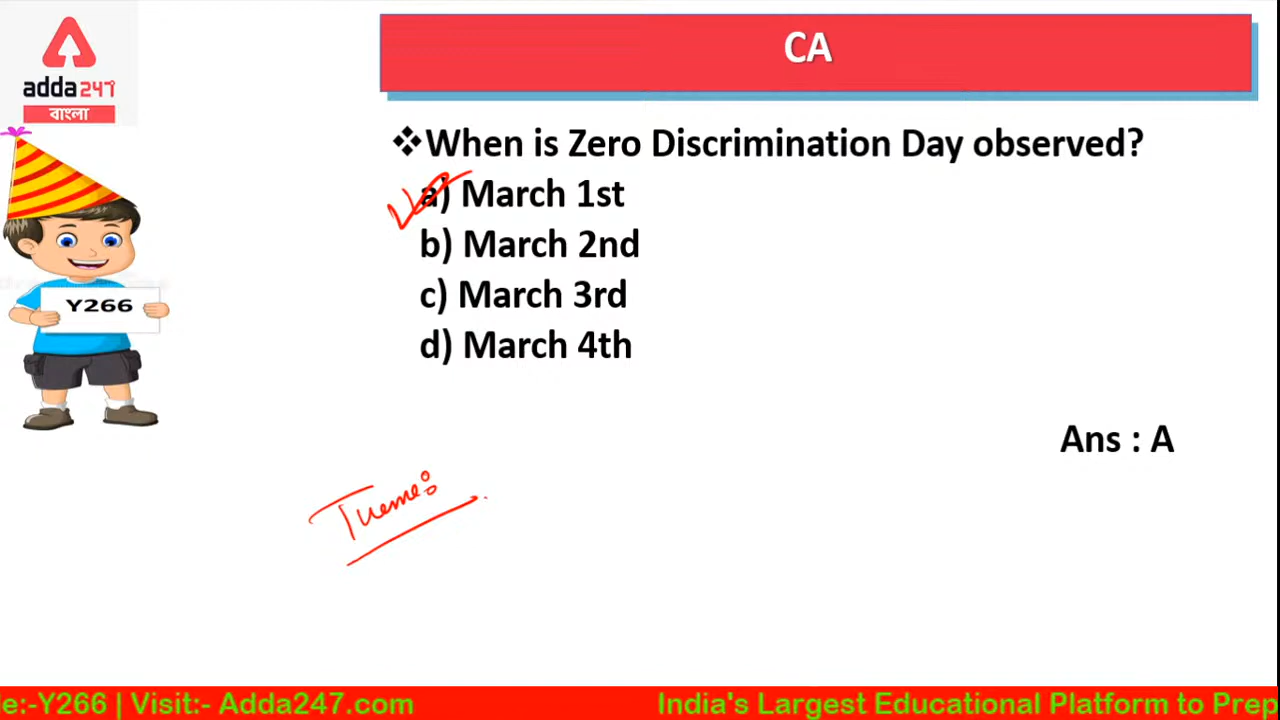 adda247
বাংলা
CA
❖When is Zero Discrimination Day observed?
a) March 1st
b) March 2nd
c) March 3rd
d) March 4th
Y266
Ans : A
Theme:
le:-Y266 | Visit:- Adda247.com India's Largest Educational Platform to Prep